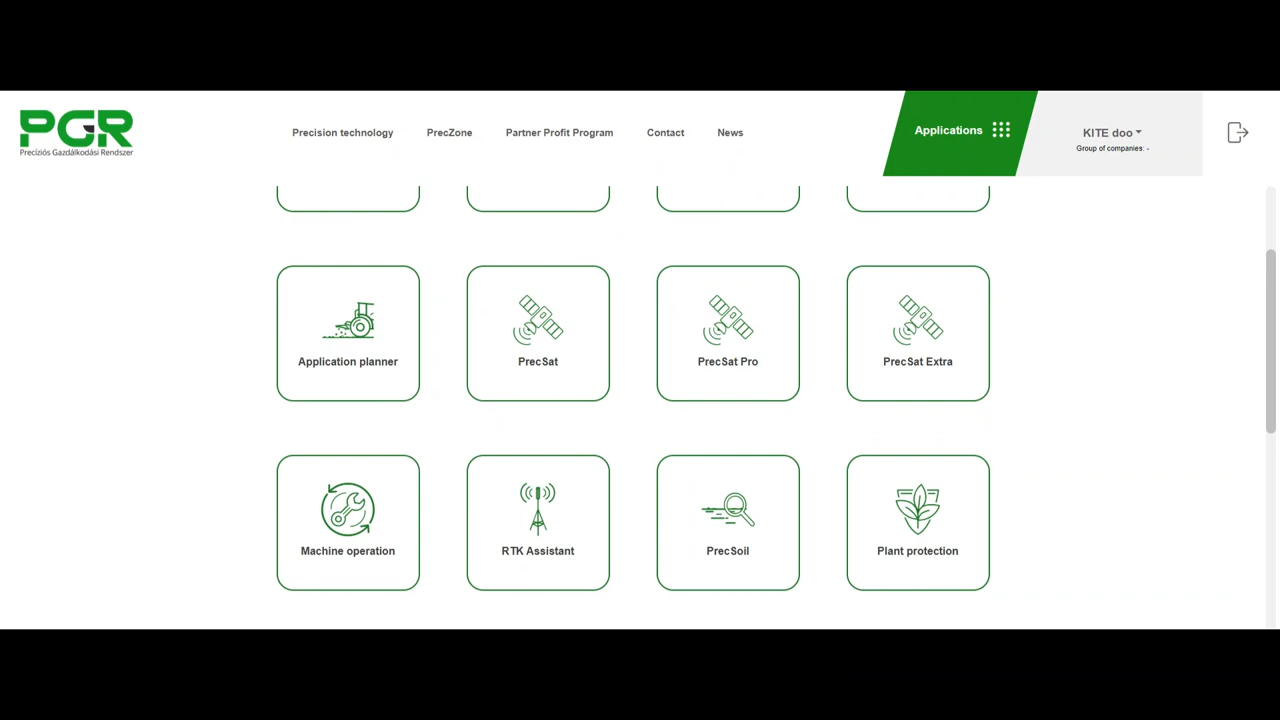 PGR
Precíziós Gazdálkodási Rendszer
Precision technology
PrecZone
Partner Profit Program
Contact
News
Applications
KITE doo
Group of companies: -
Application planner
PrecSat
PrecSat Pro
PrecSat Extra
Machine operation
RTK Assistant
PrecSoil
Plant protection